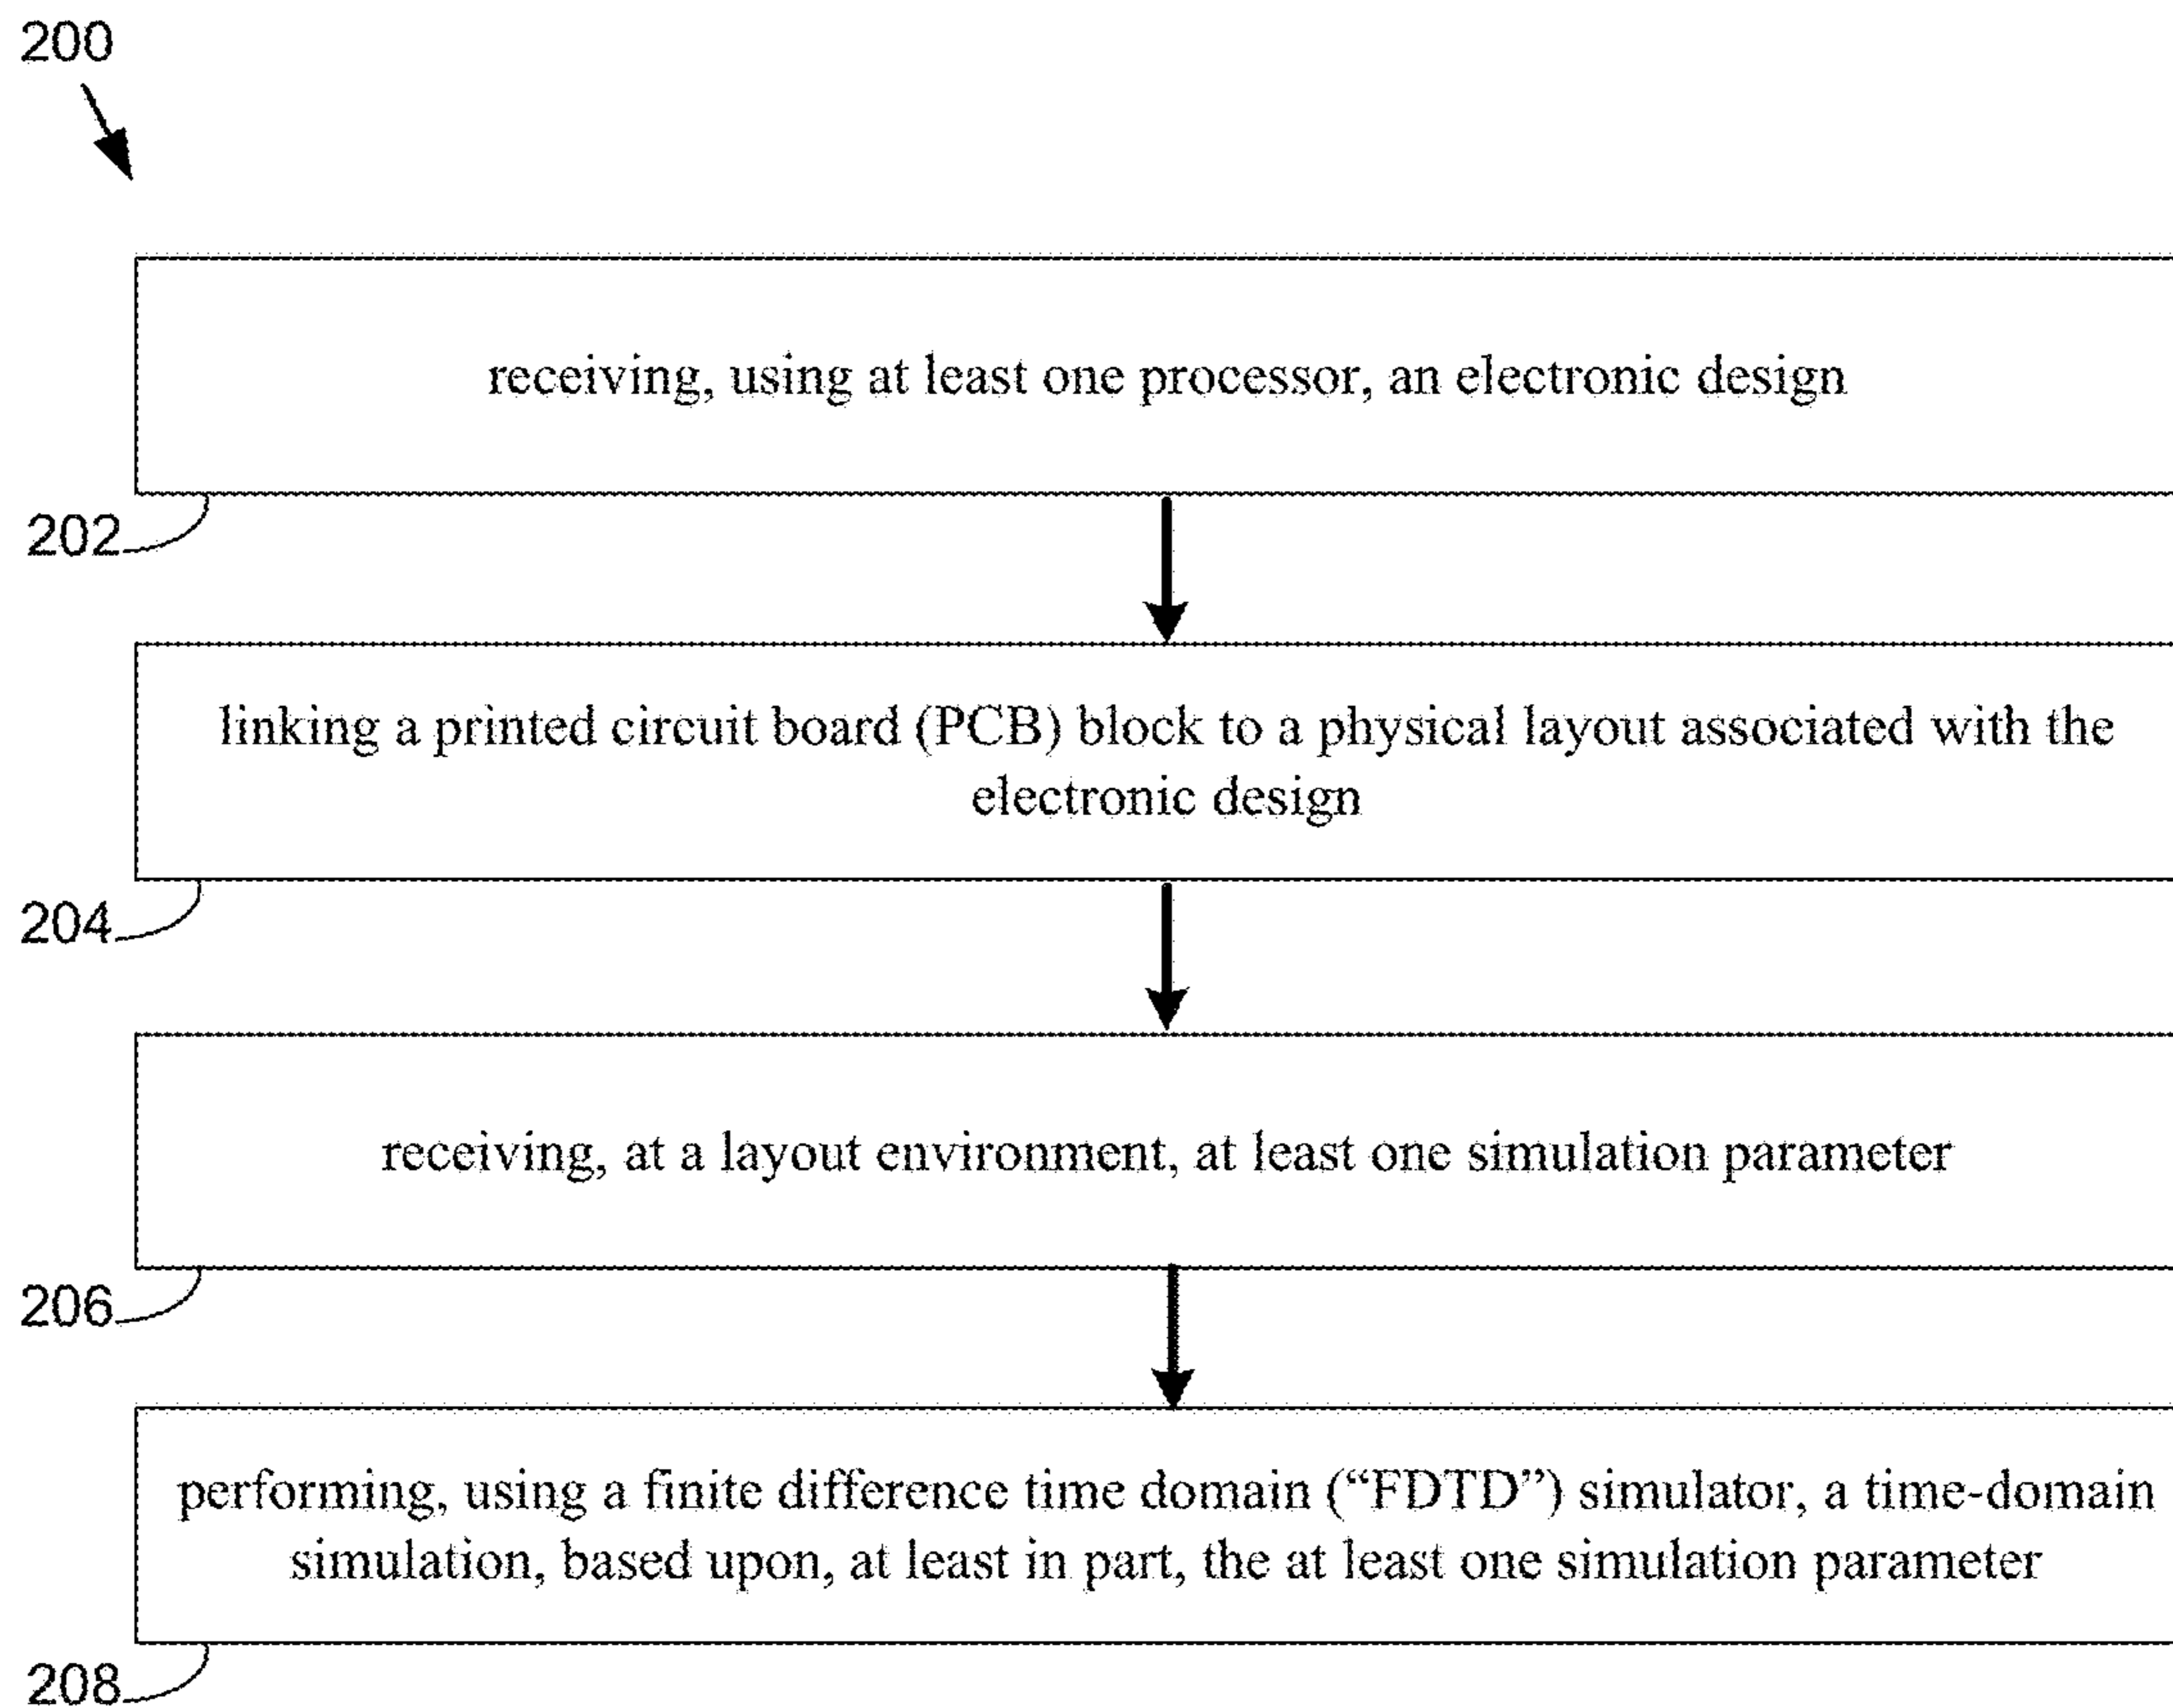 200
receiving, using at least one processor, an electronic design
202
linking a printed circuit board (PCB) block to a physical layout associated with the
electronic design
204
receiving, at a layout environment, at least one simulation parameter
206
performing, using a finite difference time domain (“FDTD”) simulator, a time-domain
simulation, based upon, at least in part, the at least one simulation parameter
208